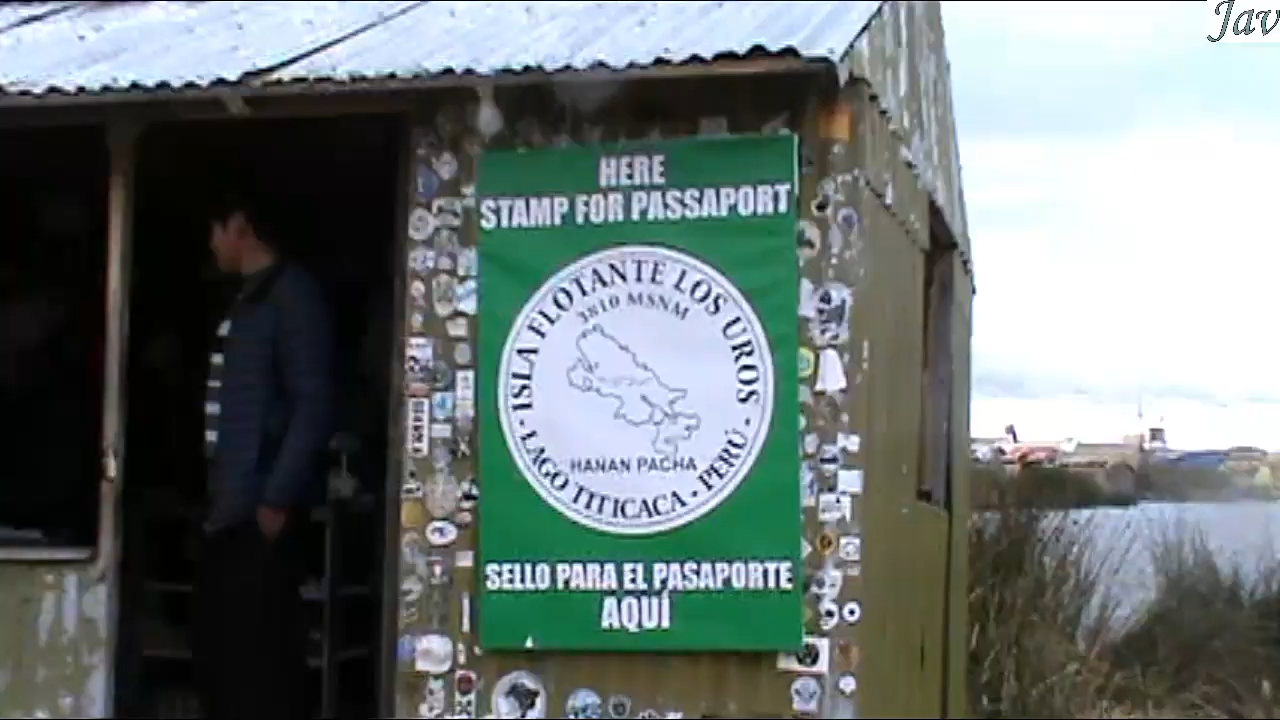 Jav
HERE
STAMP FOR PASSAPORT
ISLA FLOTANTE LOS UROS
3810 MSNM
HANAN PACHA
· LAGO TITICACA · PERÚ ·
SELLO PARA EL PASAPORTE
AQUÍ